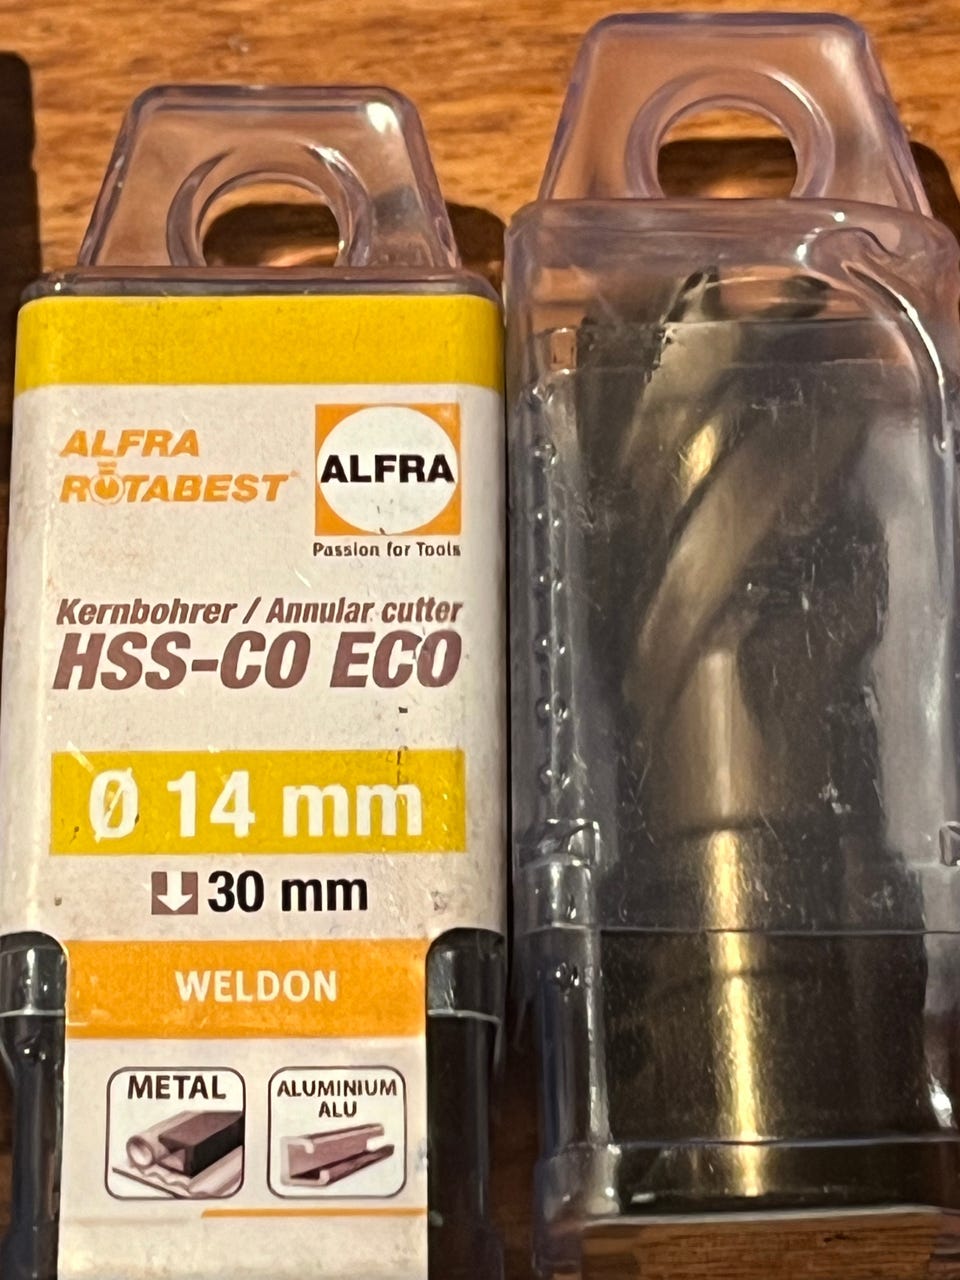 ALFRA
ROTABEST®
ALFRA
Passion for Tools
Kernbohrer / Annular cutter
HSS-CO ECO
Ø 14 mm
30 mm
WELDON
METAL
ALUMINIUM
ALU